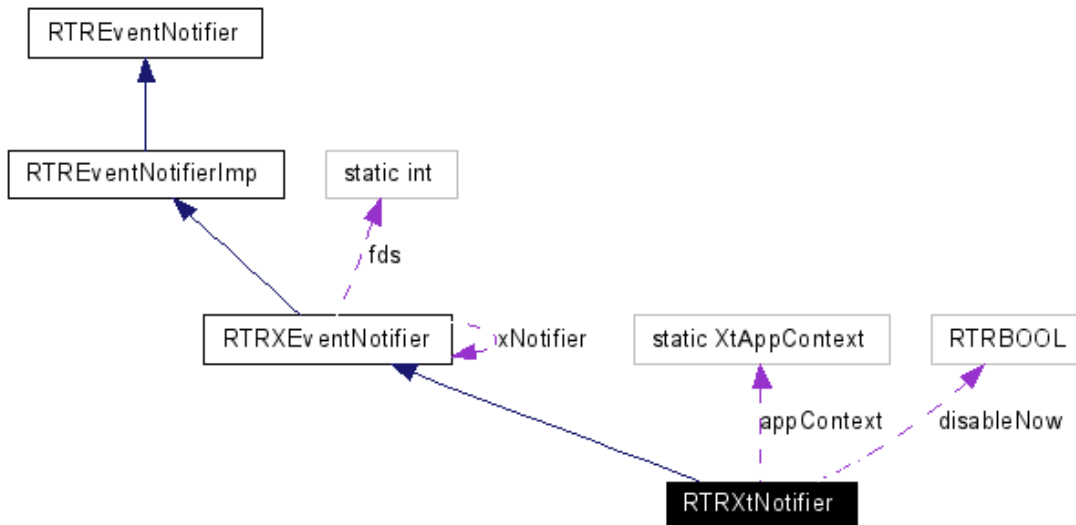 RTREventNotifier
RTREventNotifierImp
static int
fds
RTRXEventNotifier
xNotifier
static XtAppContext
RTRBOOL
appContext
disableNow
RTRXtNotifier